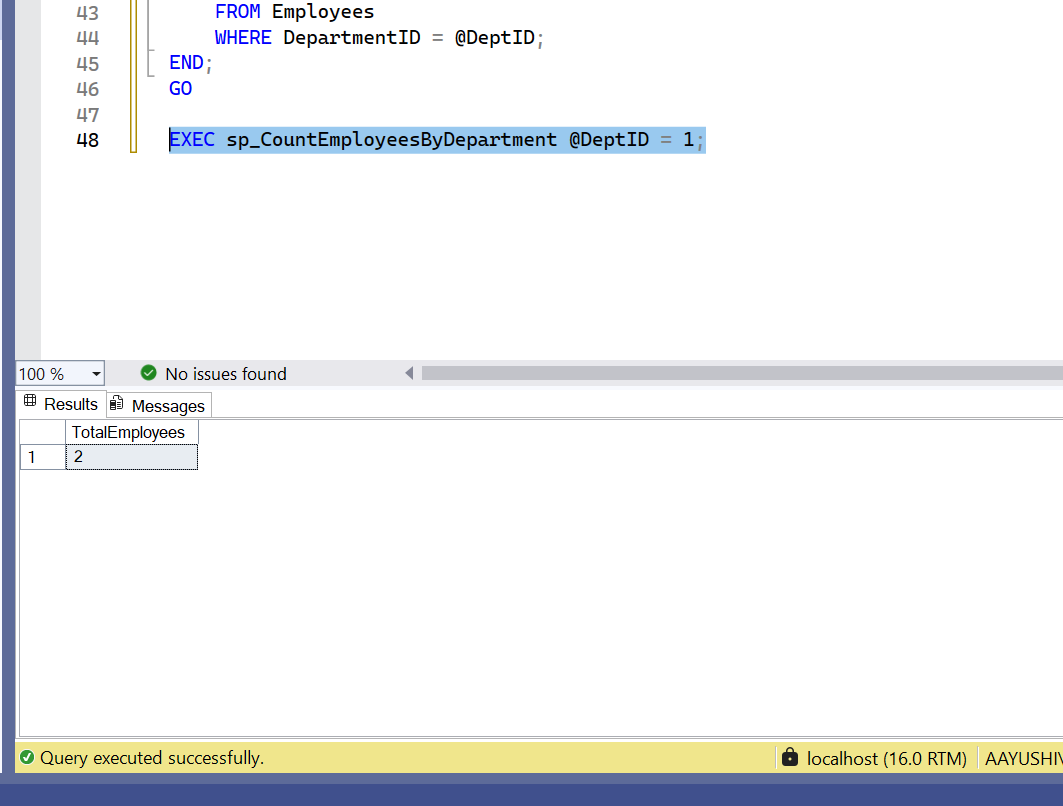 43 FROM Employees
44 WHERE DepartmentID = @DeptID;
45 END;
46 GO
47
48 EXEC sp_CountEmployeesByDepartment @DeptID = 1;
100 % No issues found
Results Messages
TotalEmployees
1 2
Query executed successfully. localhost (16.0 RTM)